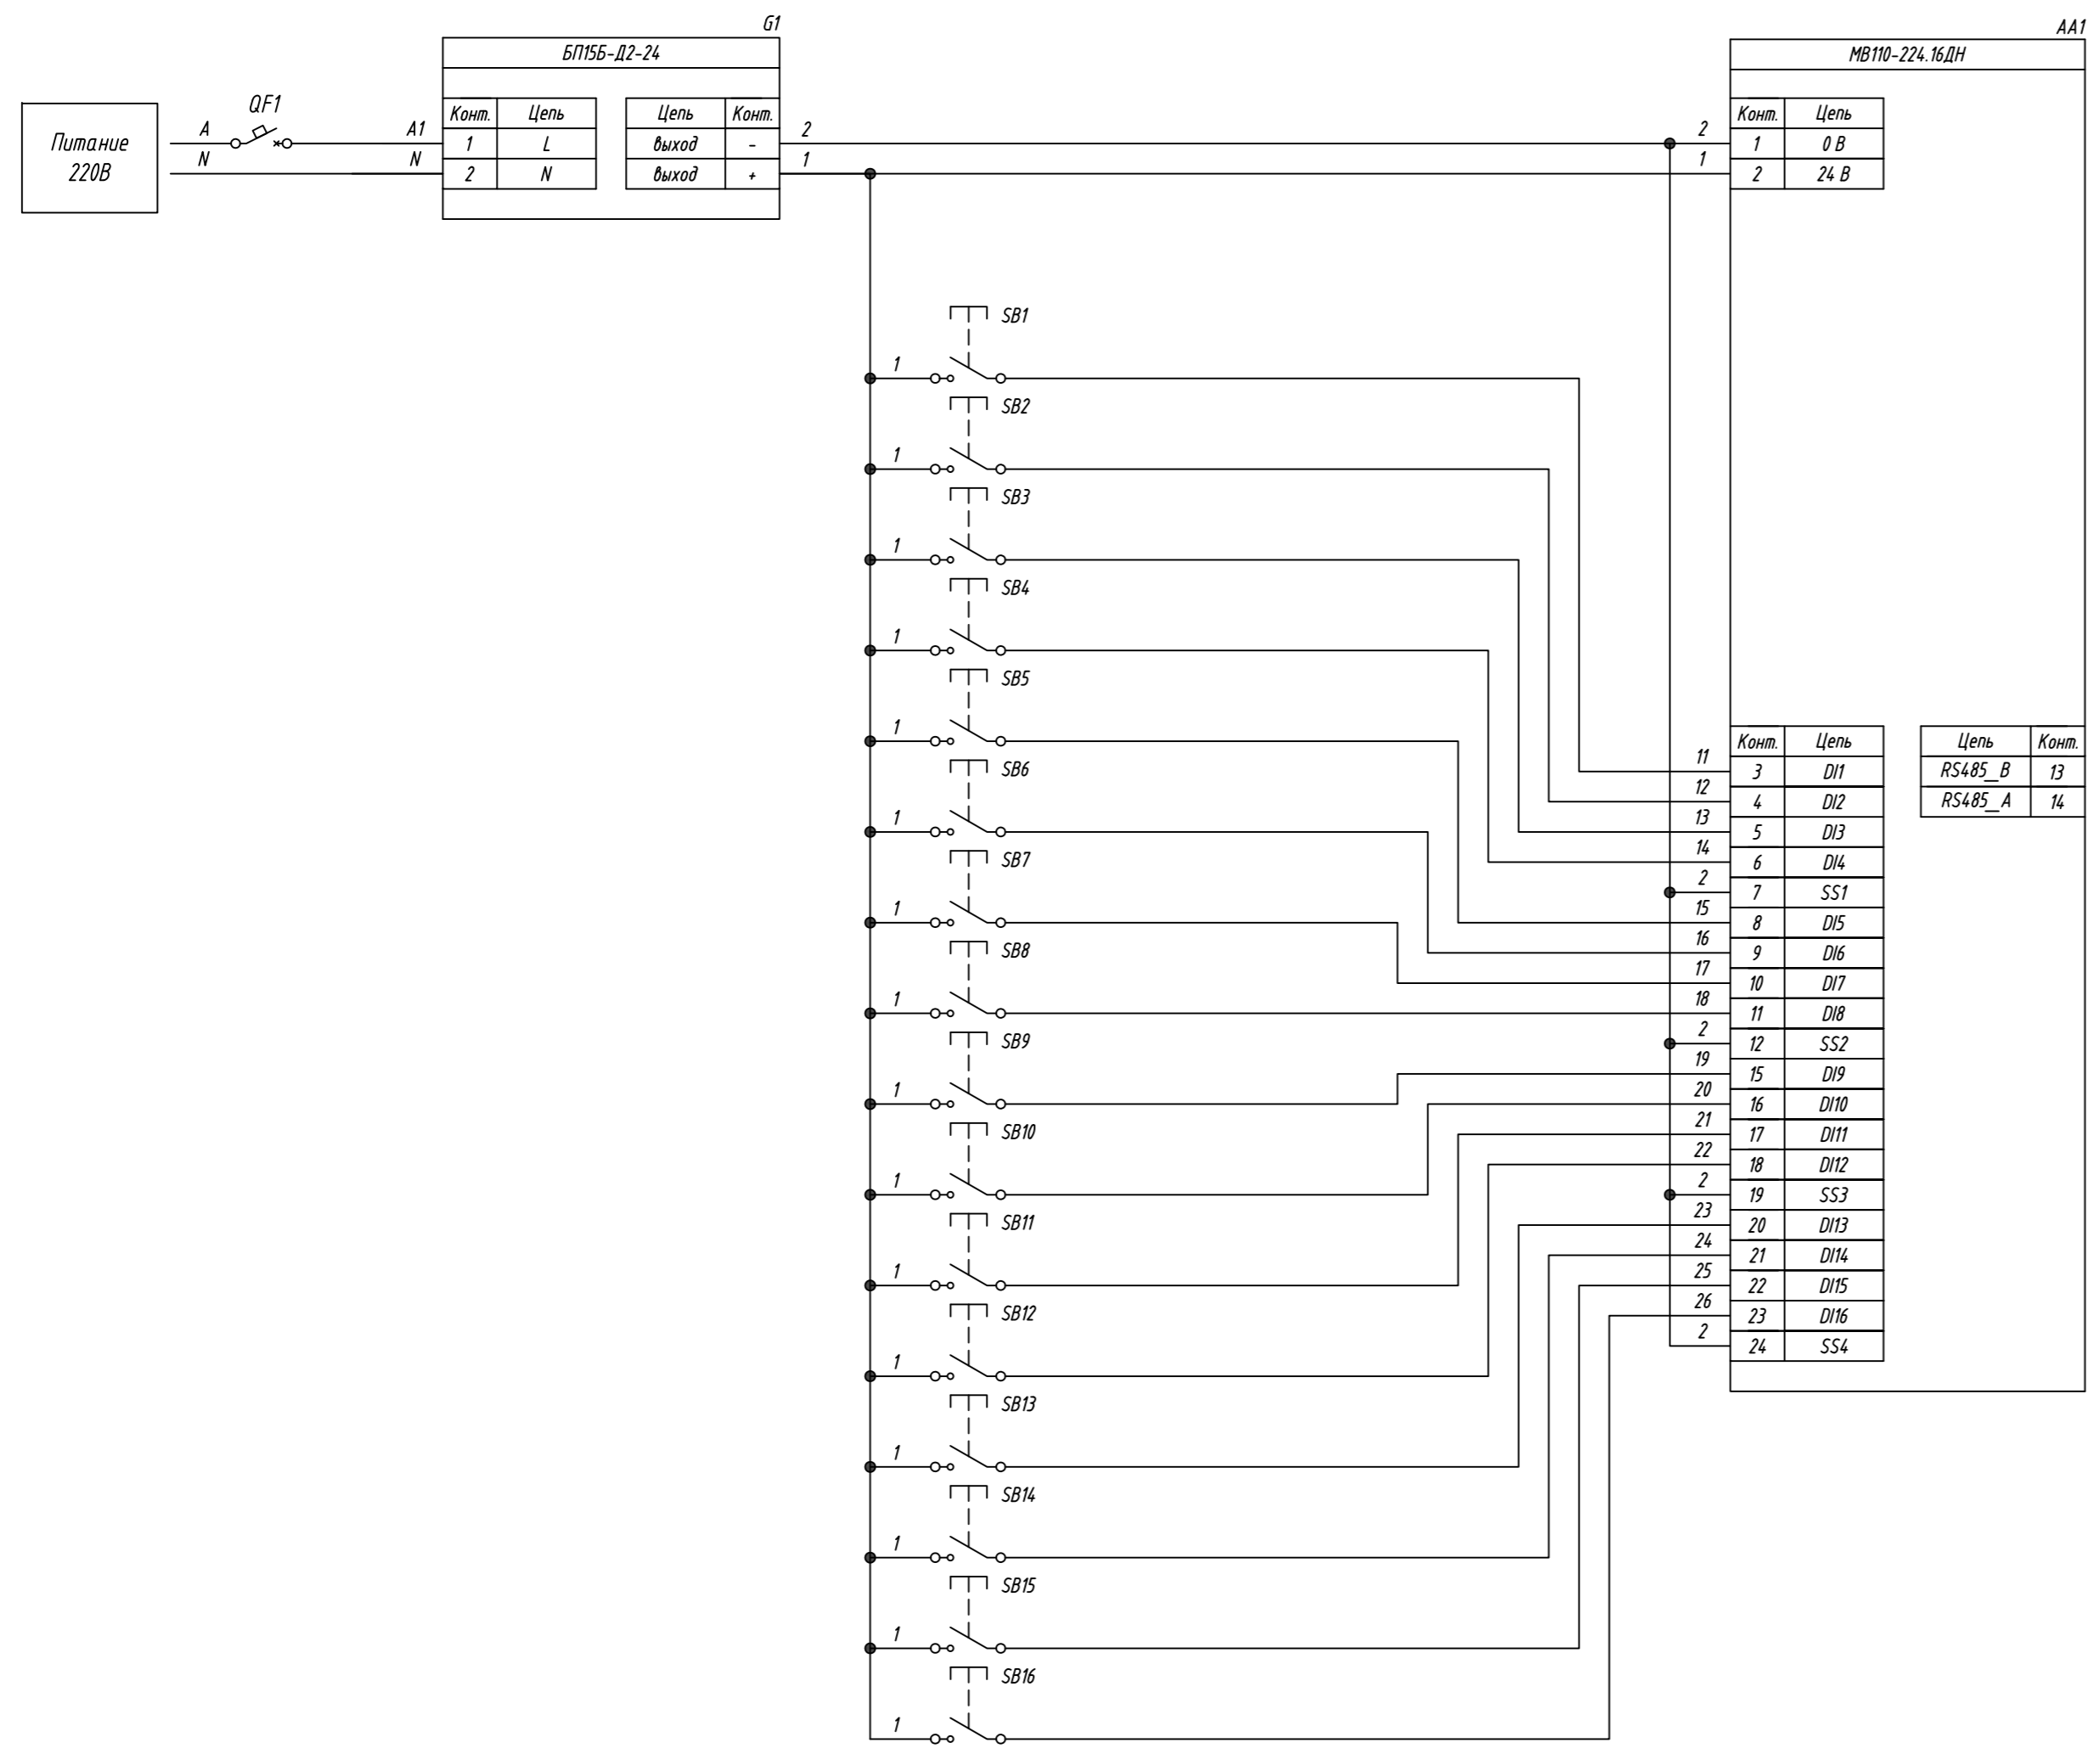 G1
AA1
БП15Б-Д2-24
МВ110-224.16ДН
QF1
Питание
220В
A
A1
N
N
Конт. Цепь
1 L
2 N
Цепь Конт.
выход -
выход +
2
1
2
1
Конт. Цепь
1 0 В
2 24 В
SB1
1
SB2
1
SB3
1
SB4
1
SB5
1
SB6
1
SB7
1
SB8
1
SB9
1
SB10
1
SB11
1
SB12
1
SB13
1
SB14
1
SB15
1
SB16
1
Конт. Цепь
11 3 DI1
12 4 DI2
13 5 DI3
14 6 DI4
2 7 SS1
15 8 DI5
16 9 DI6
17 10 DI7
18 11 DI8
2 12 SS2
19 15 DI9
20 16 DI10
21 17 DI11
22 18 DI12
2 19 SS3
23 20 DI13
24 21 DI14
25 22 DI15
26 23 DI16
2 24 SS4
Цепь Конт.
RS485_B 13
RS485_A 14